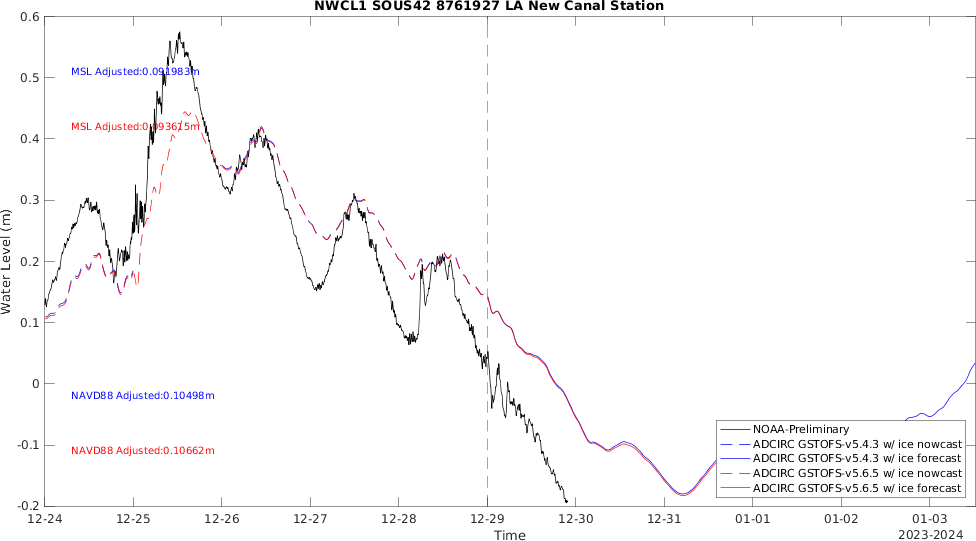 NWCL1 SOUS42 8761927 LA New Canal Station
Water Level (m)
0.6
0.5
0.4
0.3
0.2
0.1
0
-0.1
-0.2
MSL Adjusted:0.091983m
MSL Adjusted:0.093615m
NAVD88 Adjusted:0.10498m
NAVD88 Adjusted:0.10662m
NOAA-Preliminary
ADCIRC GSTOFS-v5.4.3 w/ ice nowcast
ADCIRC GSTOFS-v5.4.3 w/ ice forecast
ADCIRC GSTOFS-v5.6.5 w/ ice nowcast
ADCIRC GSTOFS-v5.6.5 w/ ice forecast
12-24 12-25 12-26 12-27 12-28 12-29 12-30 12-31 01-01 01-02 01-03
Time
2023-2024